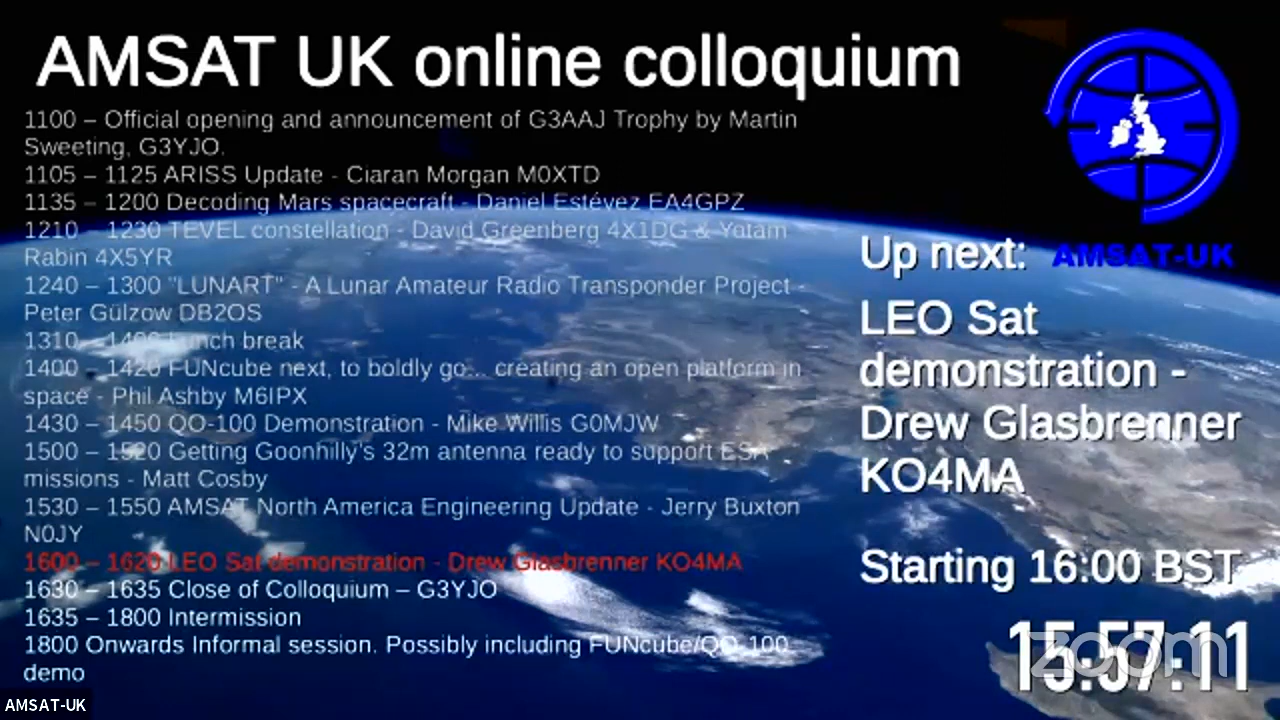 AMSAT UK online colloquium
1100 – Official opening and announcement of G3AAJ Trophy by Martin
Sweeting, G3YJO.
1105 – 1125 ARISS Update - Ciaran Morgan M0XTD
1135 – 1200 Decoding Mars spacecraft - Daniel Estévez EA4GPZ
1210 – 1230 TEVEL constellation - David Greenberg 4X1DG & Yotam
Rabin 4X5YR
1240 – 1300 "LUNART" - A Lunar Amateur Radio Transponder Project -
Peter Gülzow DB2OS
1310 – 1400 Lunch break
1400 – 1420 FUNcube next, to boldly go... creating an open platform in
space - Phil Ashby M6IPX
1430 – 1450 QO-100 Demonstration - Mike Willis G0MJW
1500 – 1520 Getting Goonhilly's 32m antenna ready to support ESA
missions - Matt Cosby
1530 – 1550 AMSAT North America Engineering Update - Jerry Buxton
N0JY
1600 – 1620 LEO Sat demonstration - Drew Glasbrenner KO4MA
1630 – 1635 Close of Colloquium – G3YJO
1635 – 1800 Intermission
1800 Onwards Informal session. Possibly including FUNcube/QO-100
demo
AMSAT-UK
Up next:
LEO Sat
demonstration -
Drew Glasbrenner
KO4MA
Starting 16:00 BST
15:57:11
zoom
AMSAT-UK